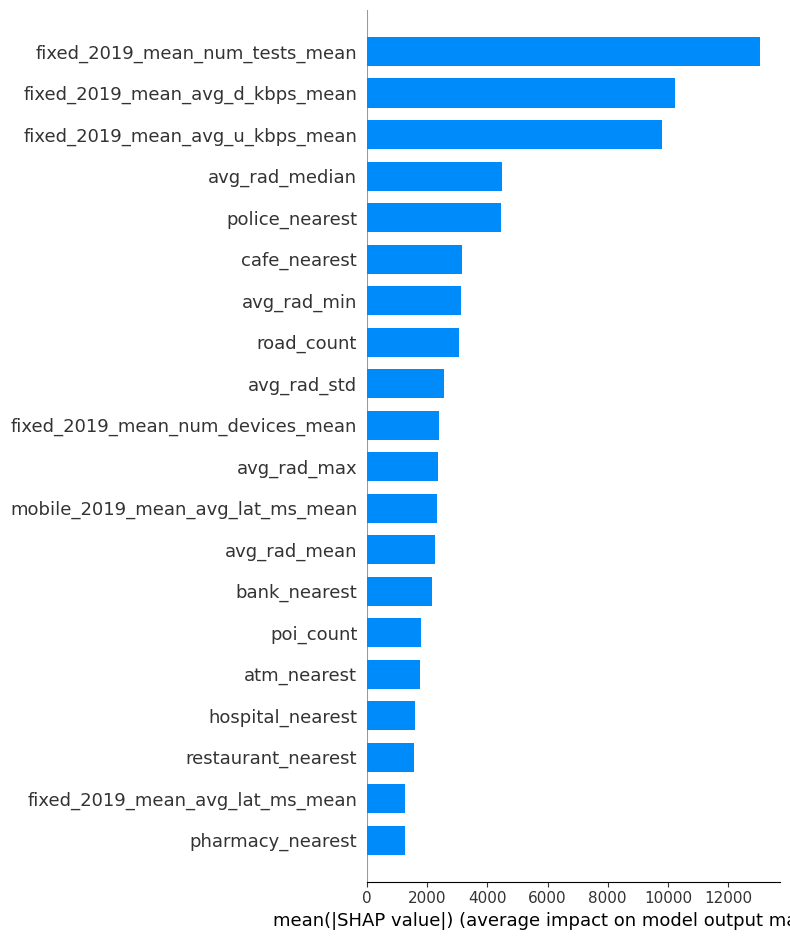 fixed_2019_mean_num_tests_mean
fixed_2019_mean_avg_d_kbps_mean
fixed_2019_mean_avg_u_kbps_mean
avg_rad_median
police_nearest
cafe_nearest
avg_rad_min
road_count
avg_rad_std
fixed_2019_mean_num_devices_mean
avg_rad_max
mobile_2019_mean_avg_lat_ms_mean
avg_rad_mean
bank_nearest
poi_count
atm_nearest
hospital_nearest
restaurant_nearest
fixed_2019_mean_avg_lat_ms_mean
pharmacy_nearest
0 2000 4000 6000 8000 10000 12000
mean(|SHAP value|) (average impact on model output ma